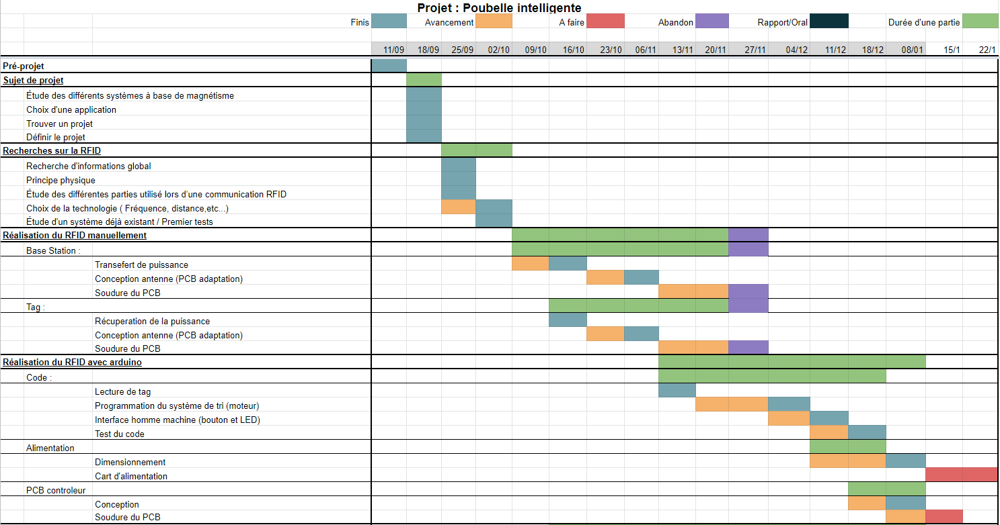 Projet : Poubelle intelligente
Finis Avancement A faire Abandon Rapport/Oral Durée d'une partie
11/09 18/09 25/09 02/10 09/10 16/10 23/10 06/11 13/11 20/11 27/11 04/12 11/12 18/12 08/01 15/1 22/1
Pré-projet
Sujet de projet
Étude des différents systèmes à base de magnétisme
Choix d'une application
Trouver un projet
Définir le projet
Recherches sur la RFID
Recherche d'informations global
Principe physique
Étude des différentes parties utilisé lors d'une communication RFID
Choix de la technologie ( Fréquence, distance,etc...)
Étude d'un système déjà existant / Premier tests
Réalisation du RFID manuellement
Base Station :
Transefert de puissance
Conception antenne (PCB adaptation)
Soudure du PCB
Tag :
Récuperation de la puissance
Conception antenne (PCB adaptation)
Soudure du PCB
Réalisation du RFID avec arduino
Code :
Lecture de tag
Programmation du système de tri (moteur)
Interface homme machine (bouton et LED)
Test du code
Alimentation
Dimensionnement
Cart d'alimentation
PCB controleur
Conception
Soudure du PCB